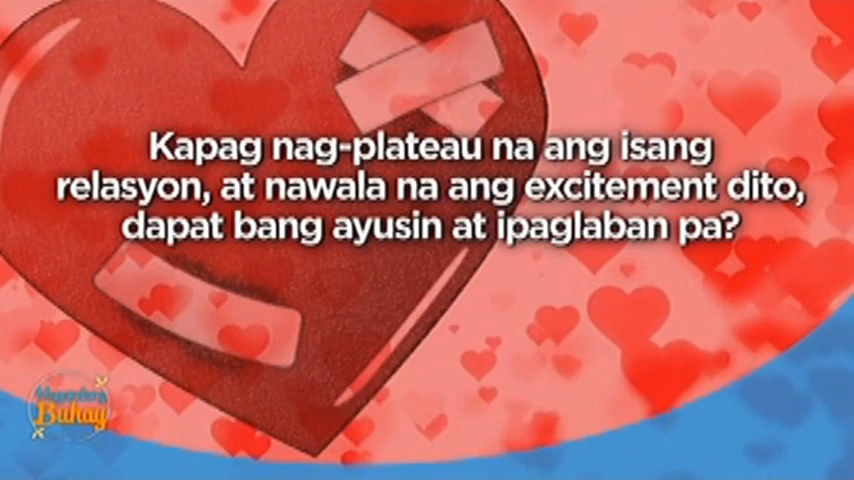 Kapag nag-plateau na ang isang
relasyon, at nawala na ang excitement dito,
dapat bang ayusin at ipaglaban pa?
Buhay